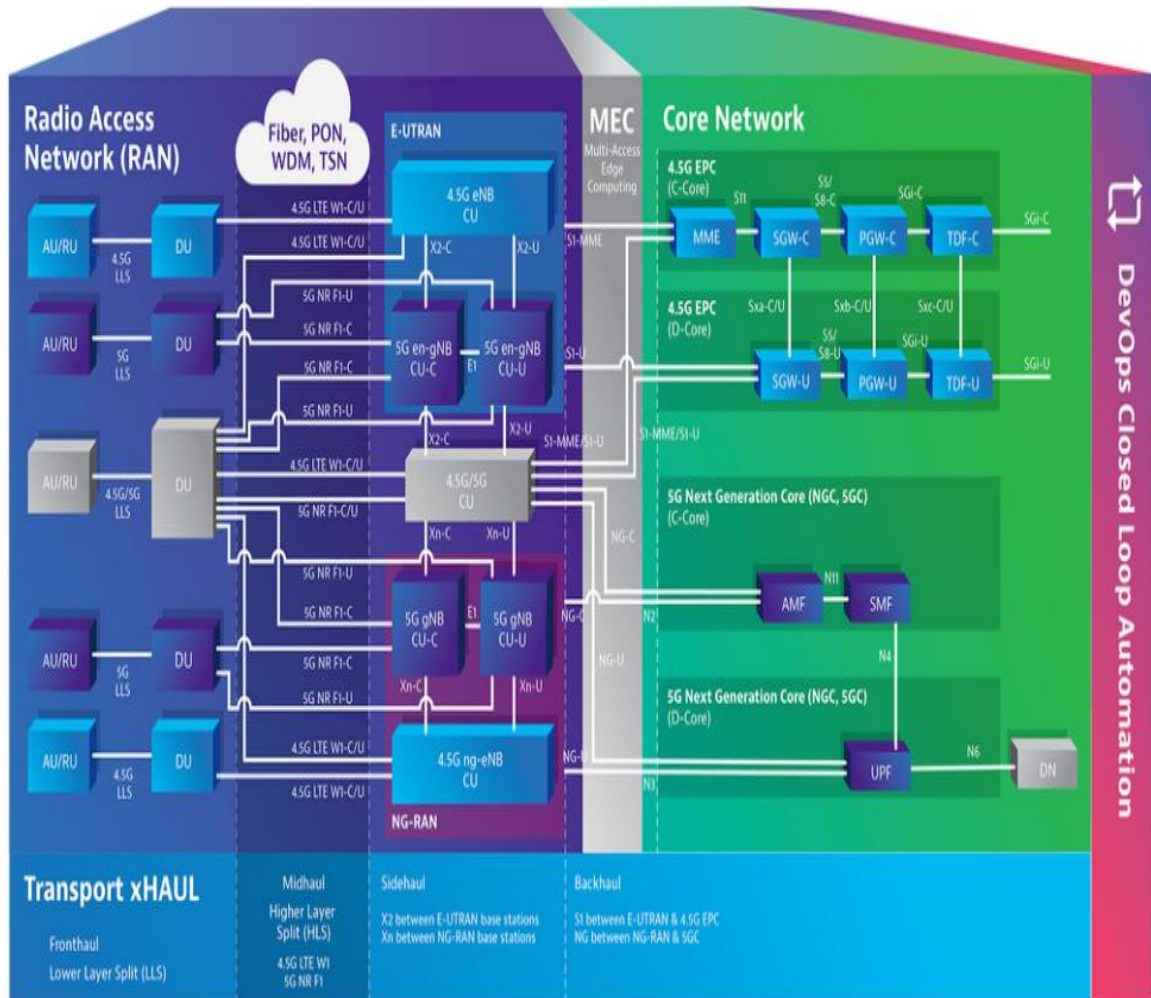 Radio Access
Network (RAN)
Fiber, PON,
WDM, TSN
E-UTRAN
MEC
Multi-Access
Edge
Computing
Core Network
4.5G EPC
(C-Core)
AU/RU
4.5G
LLS
DU
4.5G LTE W1-C/U
4.5G LTE W1-C/U
4.5G eNB
CU
X2-C
X2-U
S1-MME
MME
S11
SGW-C
S5/
S8-C
PGW-C
SGi-C
TDF-C
SGi-C
AU/RU
5G
LLS
DU
5G NR F1-U
5G NR F1-C
5G NR F1-C
5G NR F1-U
5G en-gNB
CU-C
E1
5G en-gNB
CU-U
S1-U
4.5G EPC
(D-Core)
Sxa-C/U
Sxb-C/U
Sxc-C/U
SGW-U
S5/
S8-U
PGW-U
SGi-U
TDF-U
SGi-U
X2-C
X2-U
S1-MME/S1-U
S1-MME/S1-U
AU/RU
4.5G/5G
LLS
DU
4.5G LTE W1-C/U
5G NR F1-C/U
4.5G/5G
CU
Xn-C
Xn-U
NG-C
5G Next Generation Core (NGC, 5GC)
(C-Core)
5G NR F1-U
5G NR F1-C
5G NR F1-C
5G NR F1-U
AU/RU
5G
LLS
DU
5G gNB
CU-C
E1
5G gNB
CU-U
NG-C
N2
AMF
N11
SMF
N4
NG-U
Xn-C
Xn-U
5G Next Generation Core (NGC, 5GC)
(D-Core)
AU/RU
4.5G
LLS
DU
4.5G LTE W1-C/U
4.5G LTE W1-C/U
4.5G ng-eNB
CU
NG-U
N3
UPF
N6
DN
NG-RAN
DevOps Closed Loop Automation
Transport xHAUL
Fronthaul
Lower Layer Split (LLS)
Midhaul
Higher Layer
Split (HLS)
4.5G LTE W1
5G NR F1
Sidehaul
X2 between E-UTRAN base stations
Xn between NG-RAN base stations
Backhaul
S1 between E-UTRAN & 4.5G EPC
NG between NG-RAN & 5GC